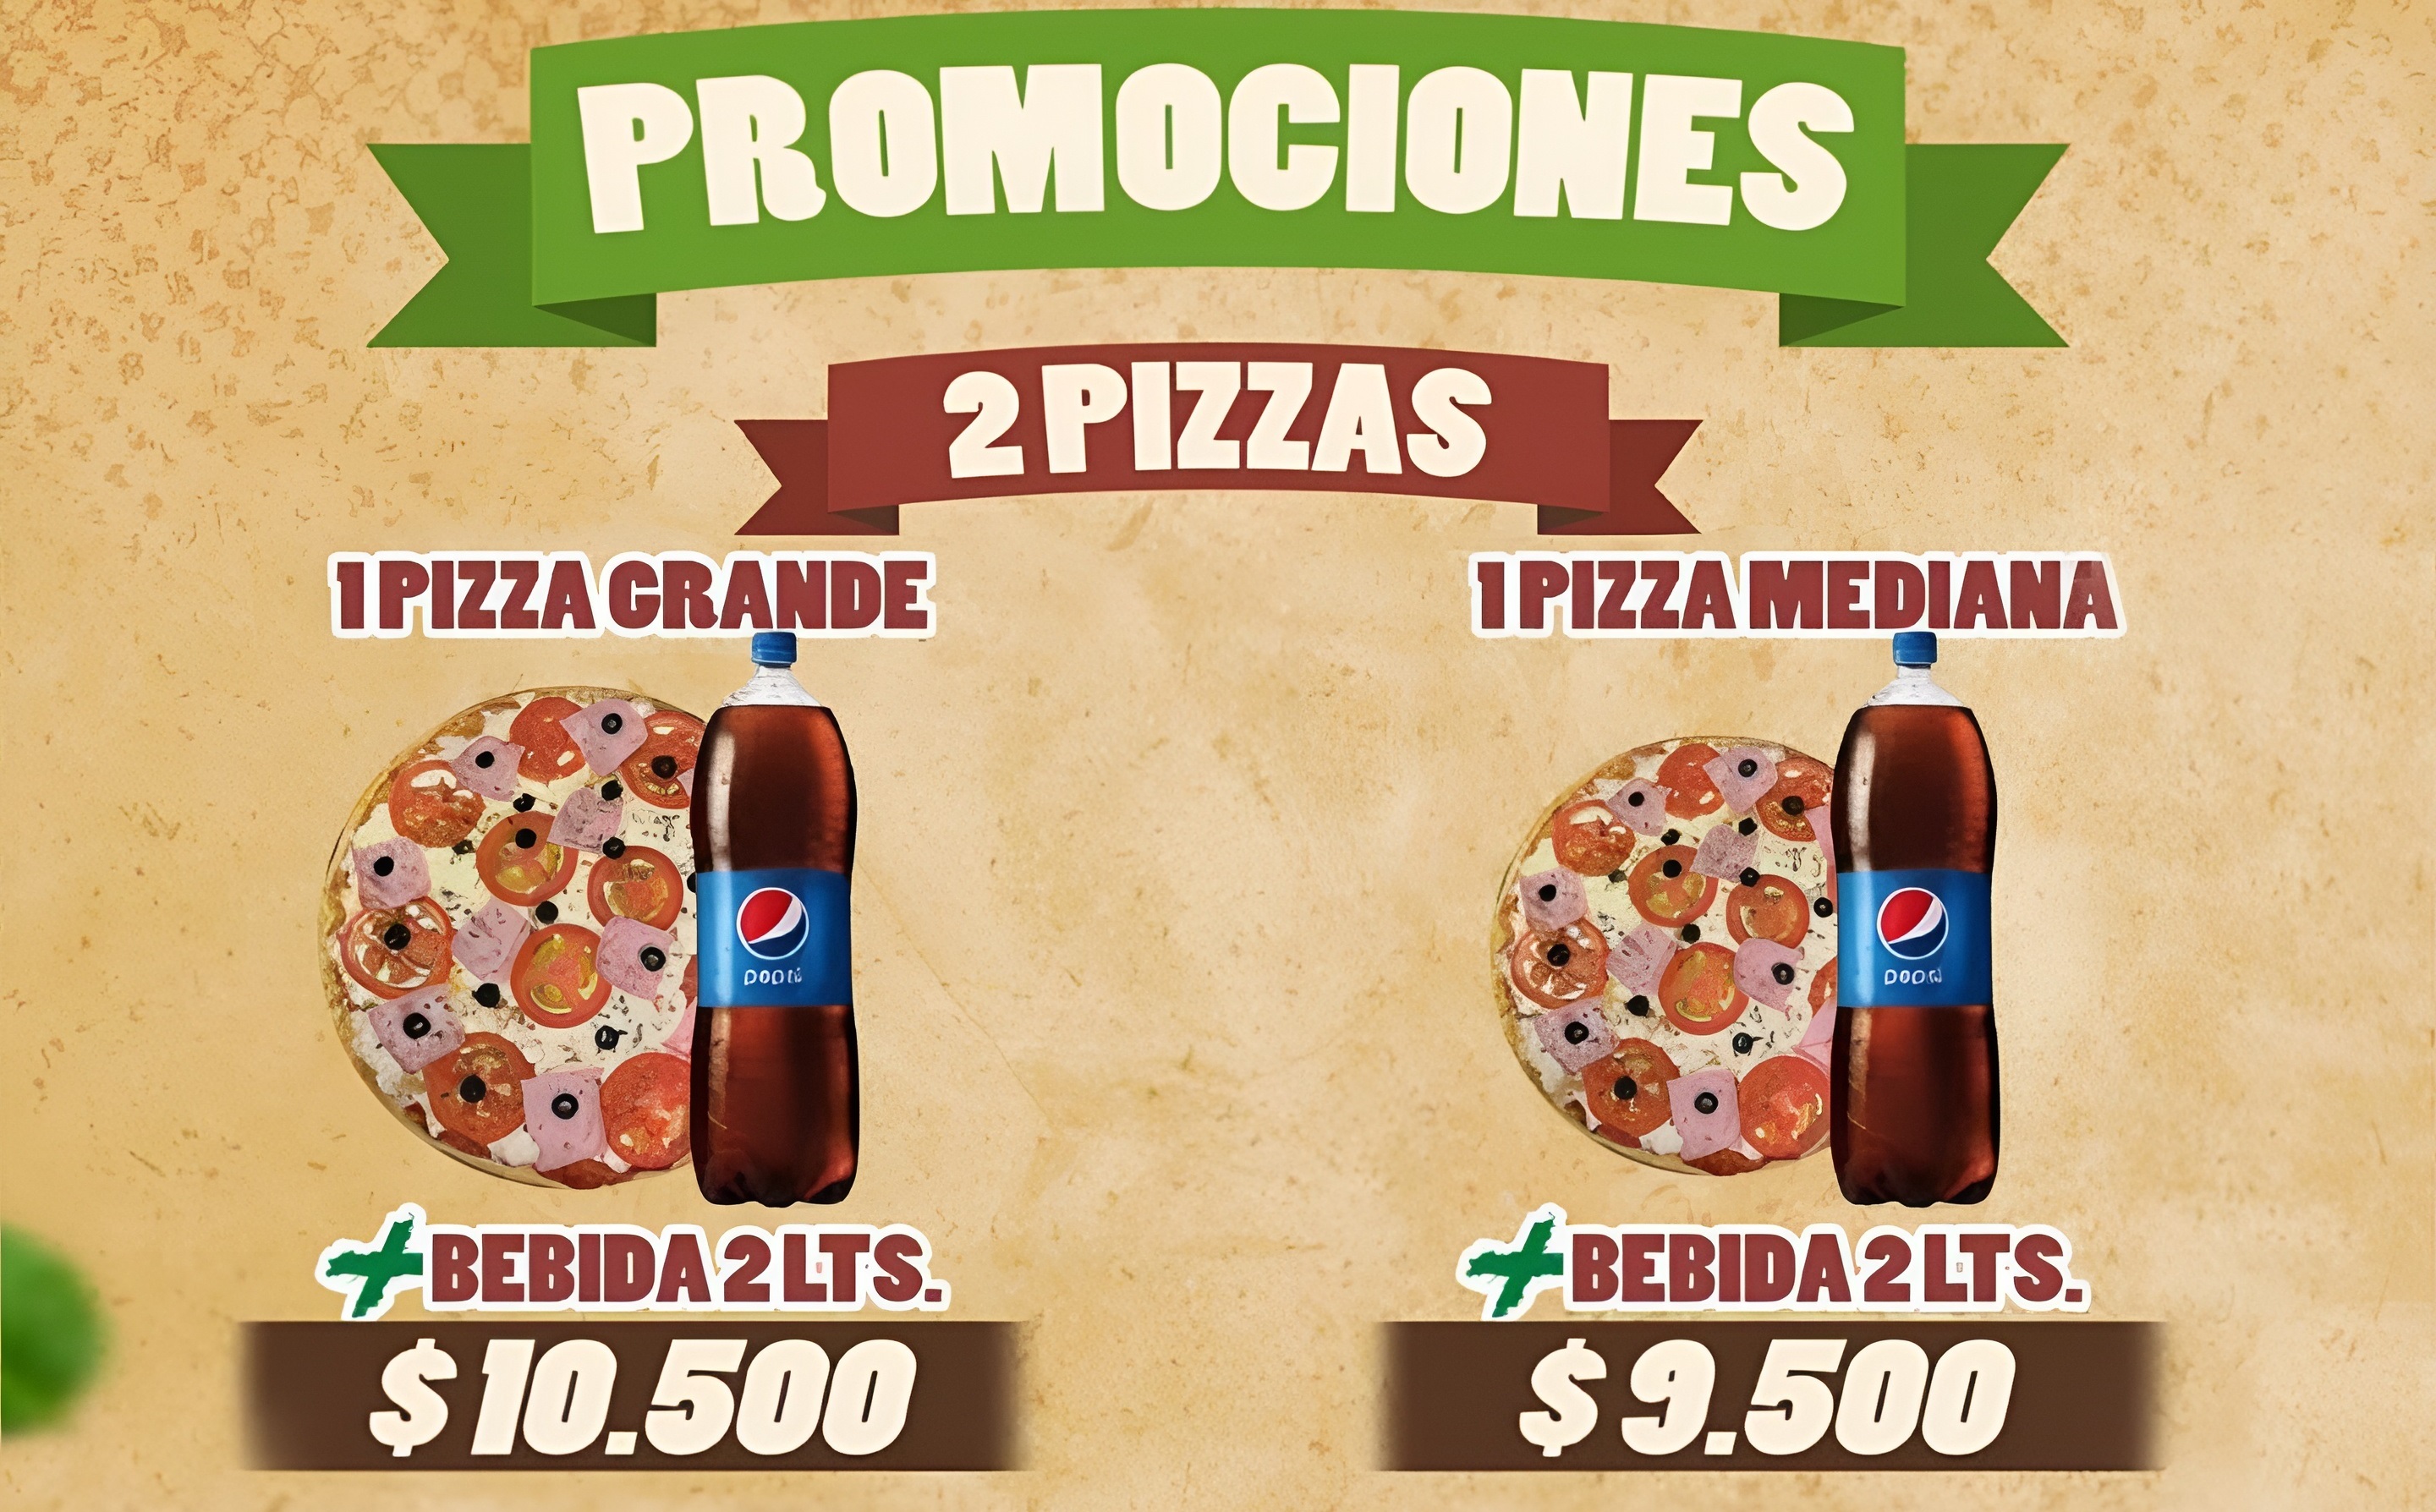 PROMOCIONES
2 PIZZAS
1 PIZZA GRANDE
+ BEBIDA 2 LTS.
$ 10.500
1 PIZZA MEDIANA
+ BEBIDA 2 LTS.
$ 9.500